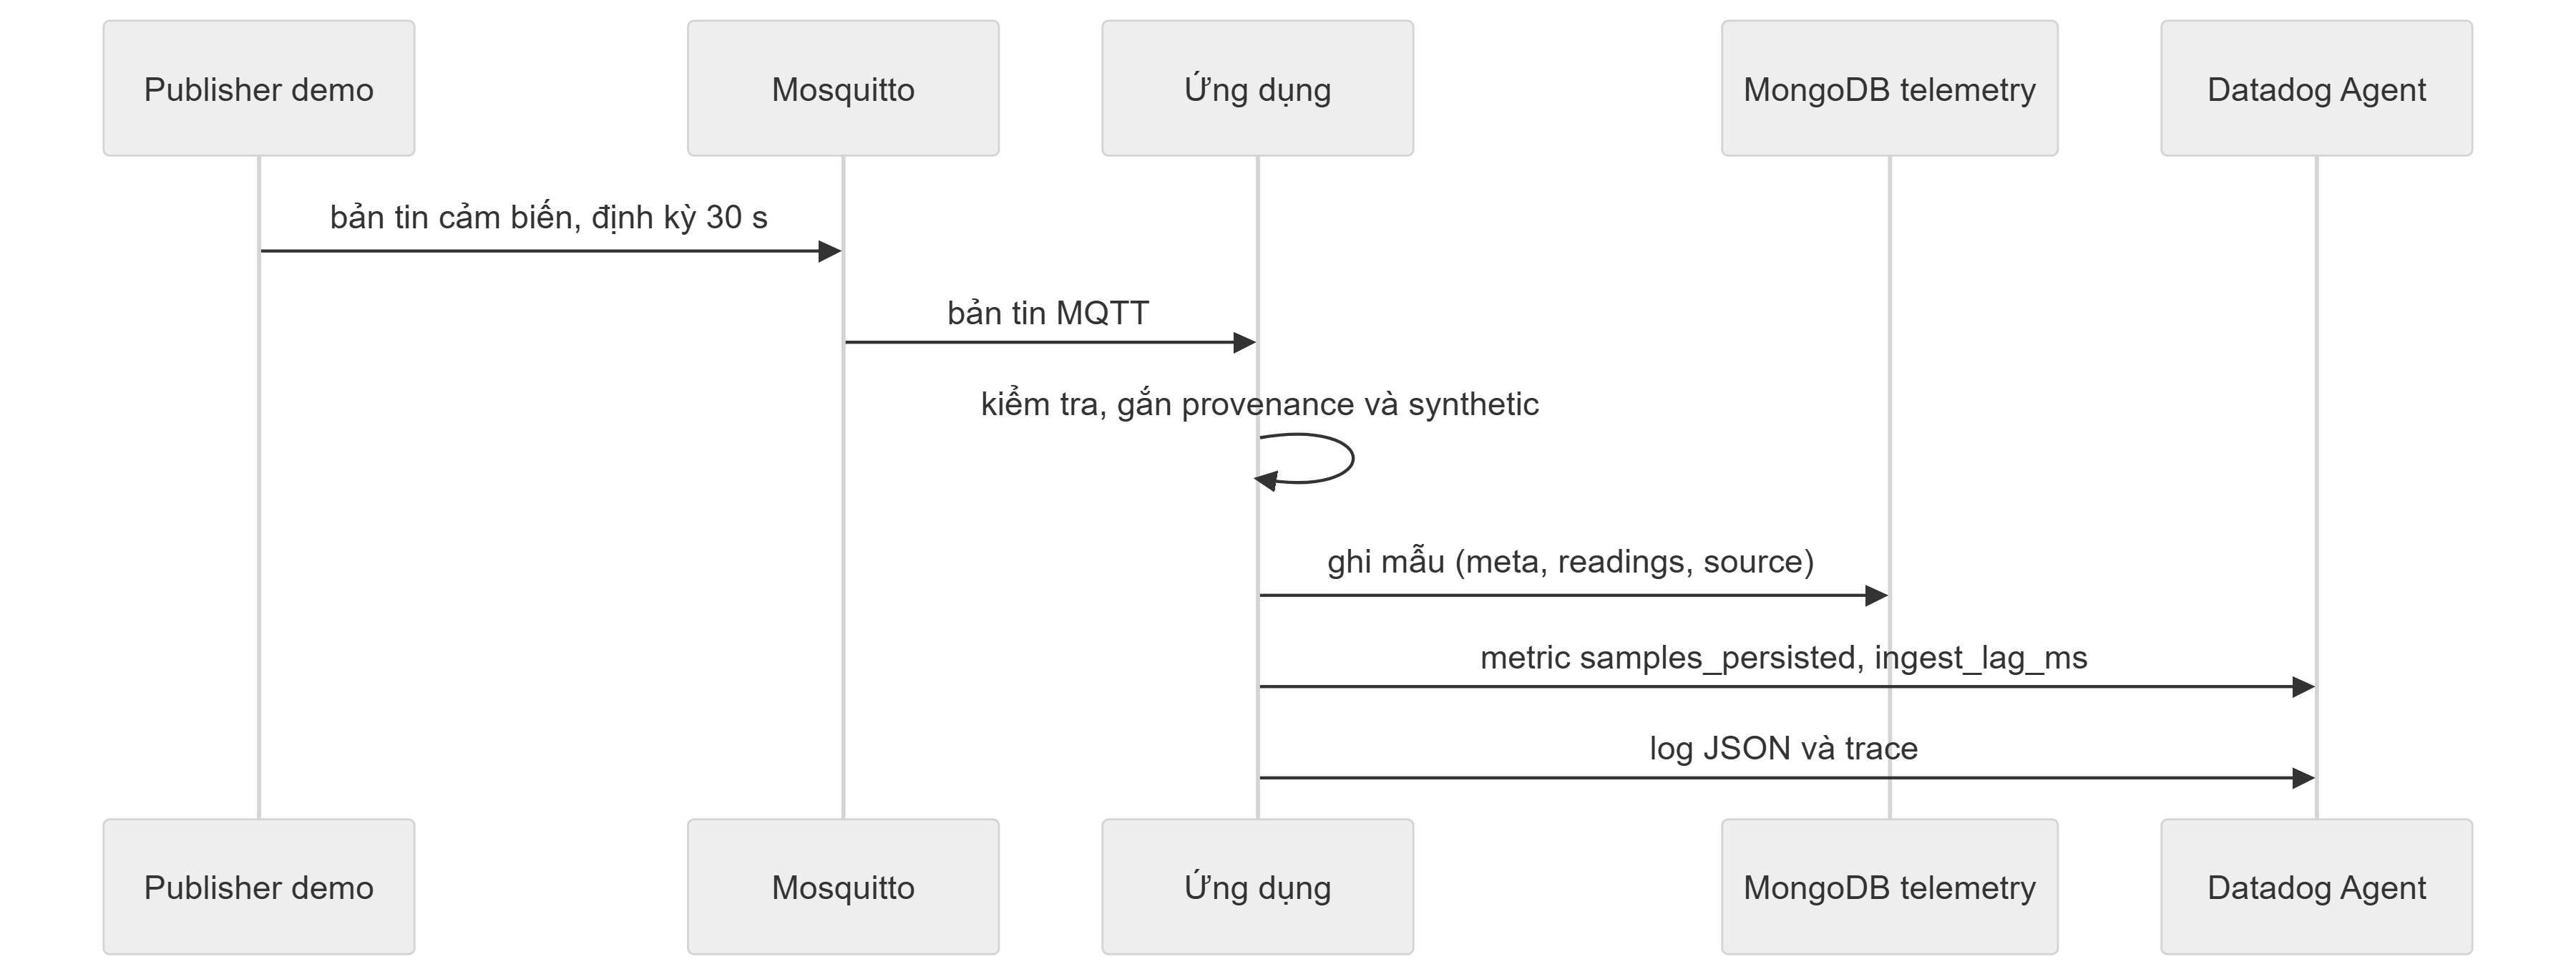 Publisher demo
Mosquitto
Ứng dụng
MongoDB telemetry
Datadog Agent
bản tin cảm biến, định kỳ 30 s
bản tin MQTT
kiểm tra, gắn provenance và synthetic
ghi mẫu (meta, readings, source)
metric samples_persisted, ingest_lag_ms
log JSON và trace
Publisher demo
Mosquitto
Ứng dụng
MongoDB telemetry
Datadog Agent